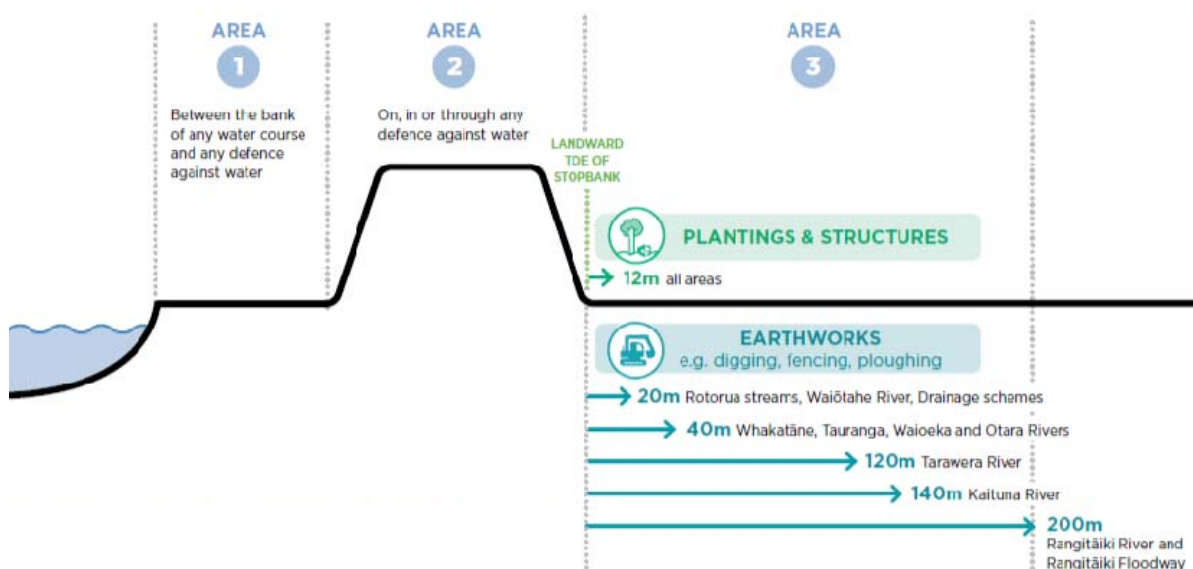 AREA
1
Between the bank
of any water course
and any defence
against water
AREA
2
On, in or through any
defence against water
LANDWARD
TOE OF
STOPBANK
AREA
3
PLANTINGS & STRUCTURES
12m all areas
EARTHWORKS
e.g. digging, fencing, ploughing
20m Rotorua streams, Waiōtahe River, Drainage schemes
40m Whakatāne, Tauranga, Waioeka and Otara Rivers
120m Tarawera River
140m Kaituna River
200m
Rangitāiki River and
Rangitāiki Floodway